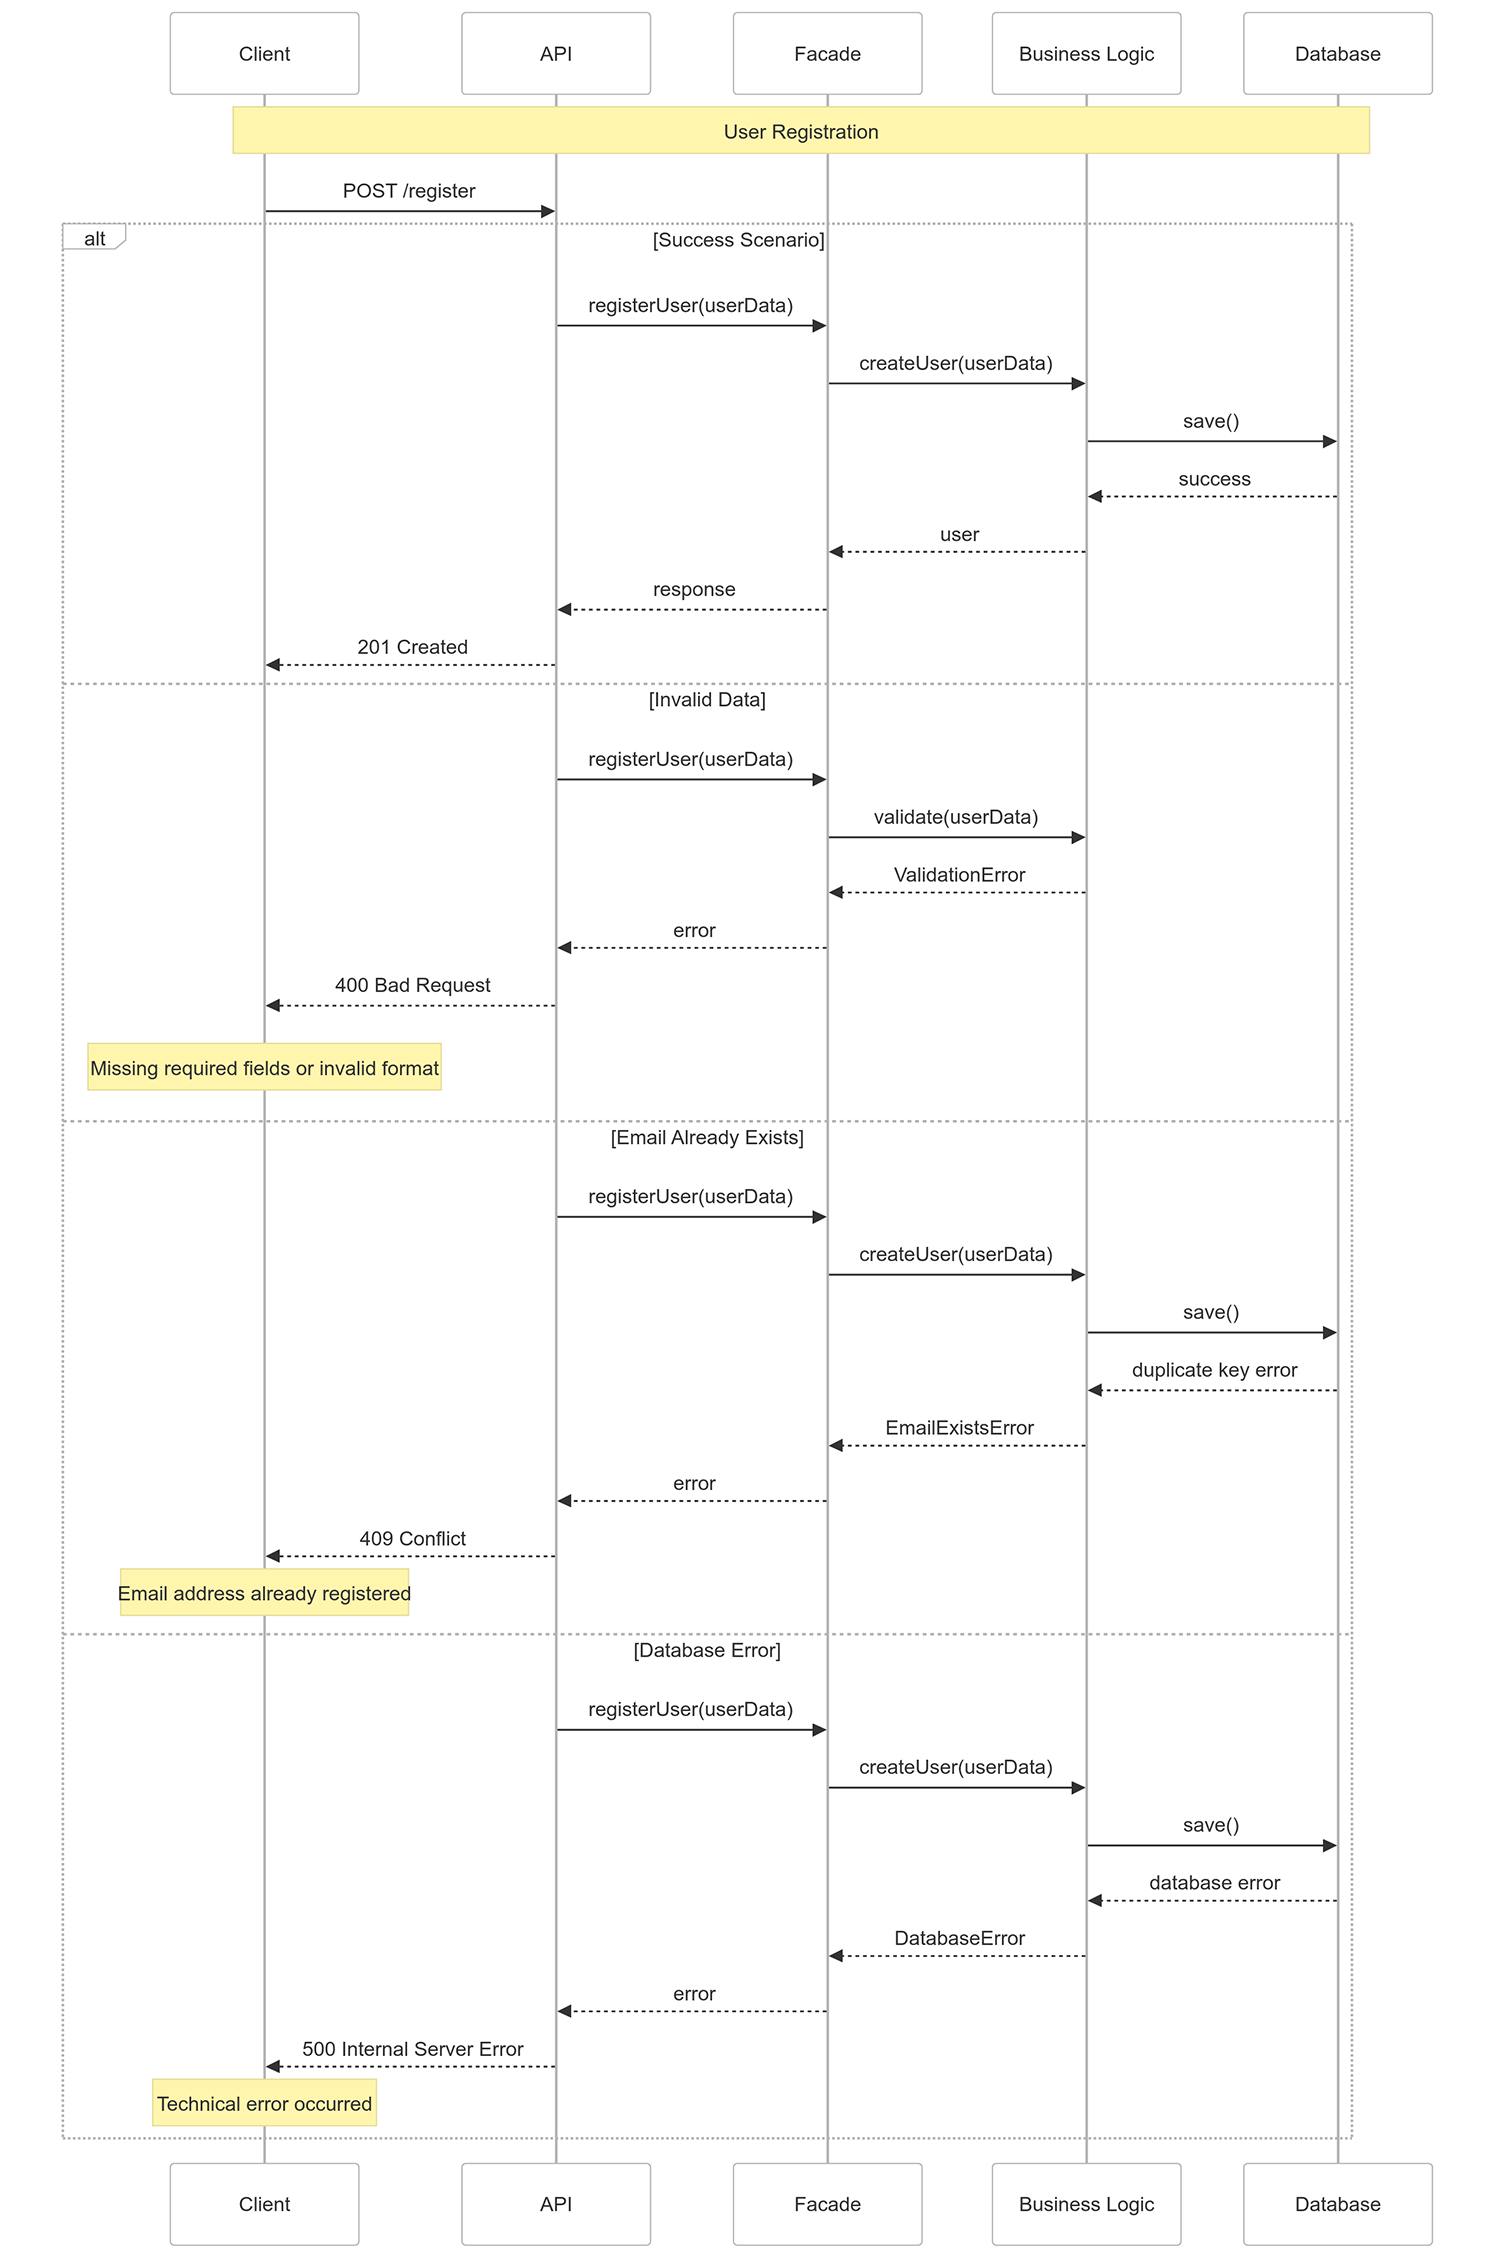 Client
API
Facade
Business Logic
Database
User Registration
POST /register
alt
[Success Scenario]
registerUser(userData)
createUser(userData)
save()
success
user
response
201 Created
[Invalid Data]
registerUser(userData)
validate(userData)
ValidationError
error
400 Bad Request
Missing required fields or invalid format
[Email Already Exists]
registerUser(userData)
createUser(userData)
save()
duplicate key error
EmailExistsError
error
409 Conflict
Email address already registered
[Database Error]
registerUser(userData)
createUser(userData)
save()
database error
DatabaseError
error
500 Internal Server Error
Technical error occurred
Client
API
Facade
Business Logic
Database